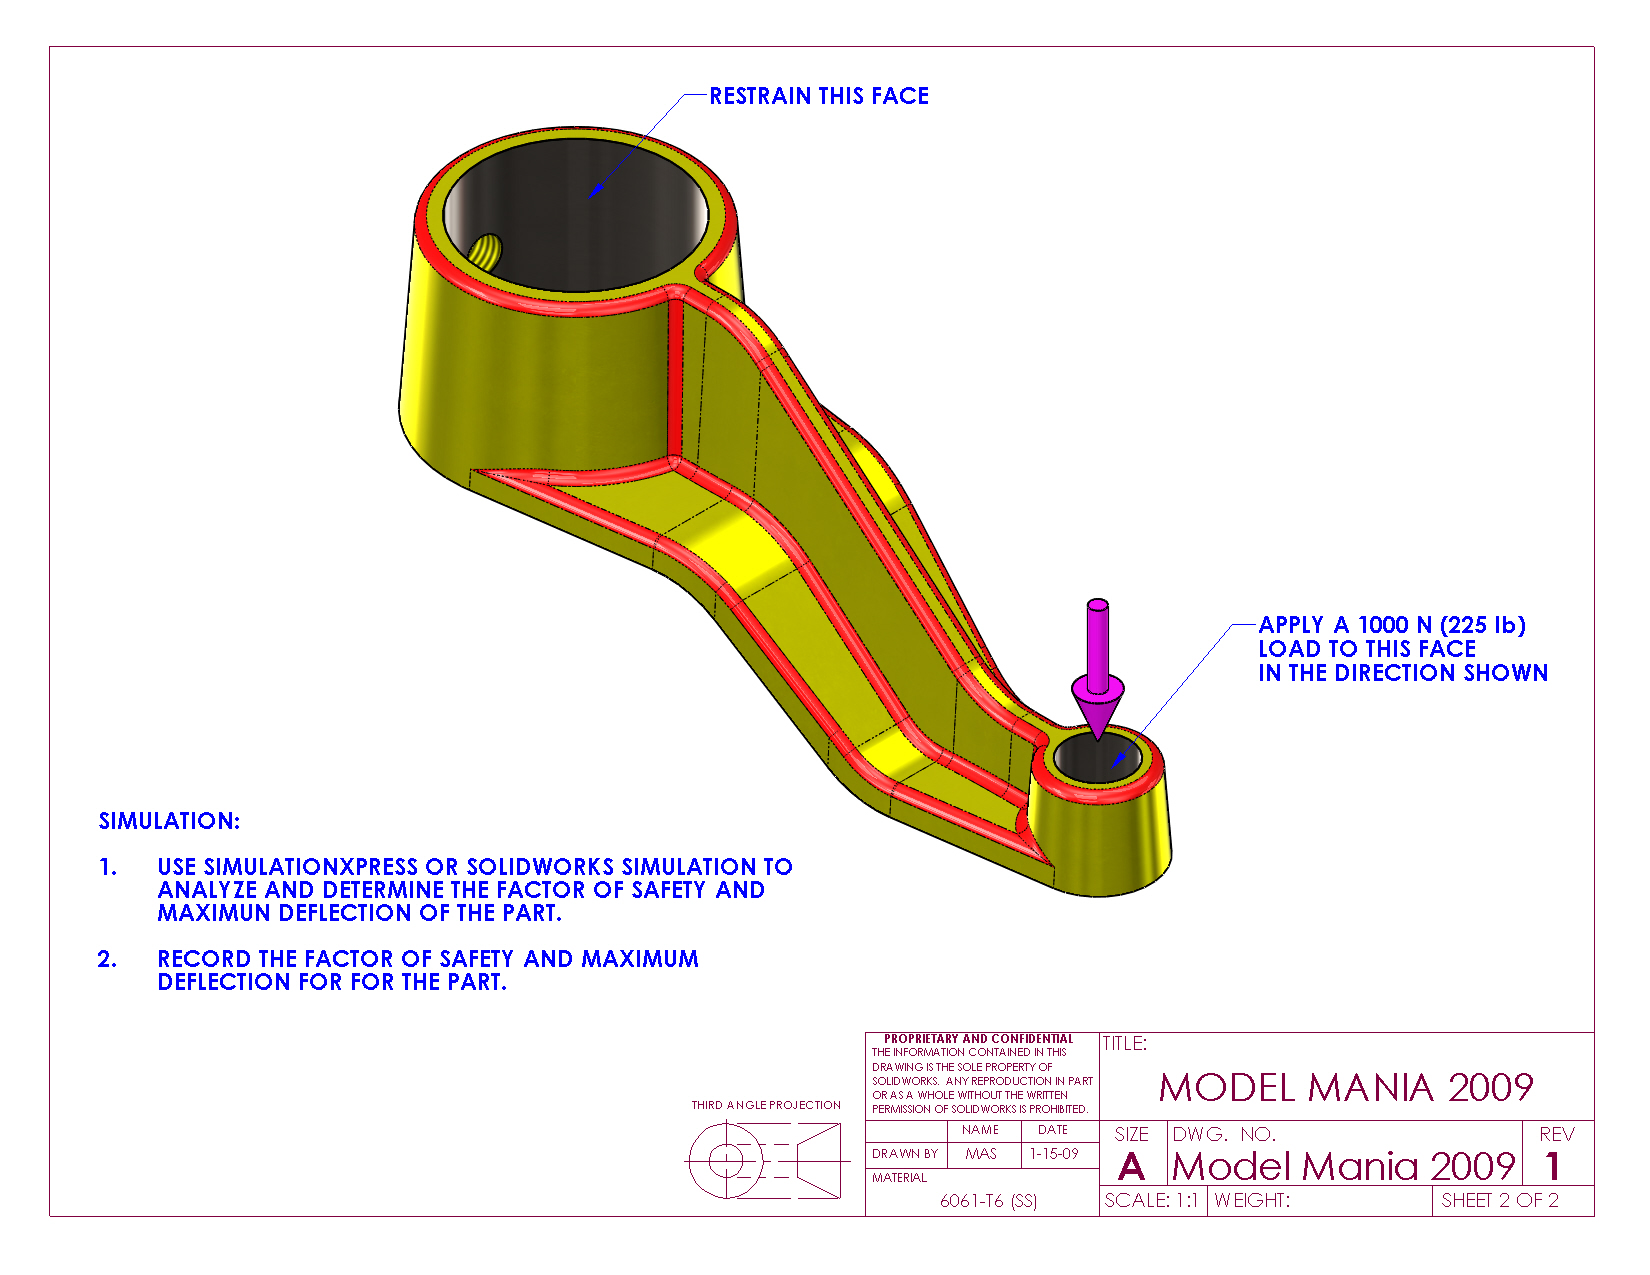 RESTRAIN THIS FACE
APPLY A 1000 N (225 lb)
LOAD TO THIS FACE
IN THE DIRECTION SHOWN
SIMULATION:
1. USE SIMULATIONXPRESS OR SOLIDWORKS SIMULATION TO
ANALYZE AND DETERMINE THE FACTOR OF SAFETY AND
MAXIMUN DEFLECTION OF THE PART.
2. RECORD THE FACTOR OF SAFETY AND MAXIMUM
DEFLECTION FOR FOR THE PART.
THIRD ANGLE PROJECTION
PROPRIETARY AND CONFIDENTIAL
THE INFORMATION CONTAINED IN THIS
DRAWING IS THE SOLE PROPERTY OF
SOLIDWORKS. ANY REPRODUCTION IN PART
OR AS A WHOLE WITHOUT THE WRITTEN
PERMISSION OF SOLIDWORKS IS PROHIBITED.
NAME DATE
DRAWN BY MAS 1-15-09
MATERIAL
6061-T6 (SS)
TITLE:
MODEL MANIA 2009
SIZE DWG. NO. REV
A Model Mania 2009 1
SCALE: 1:1 WEIGHT: SHEET 2 OF 2